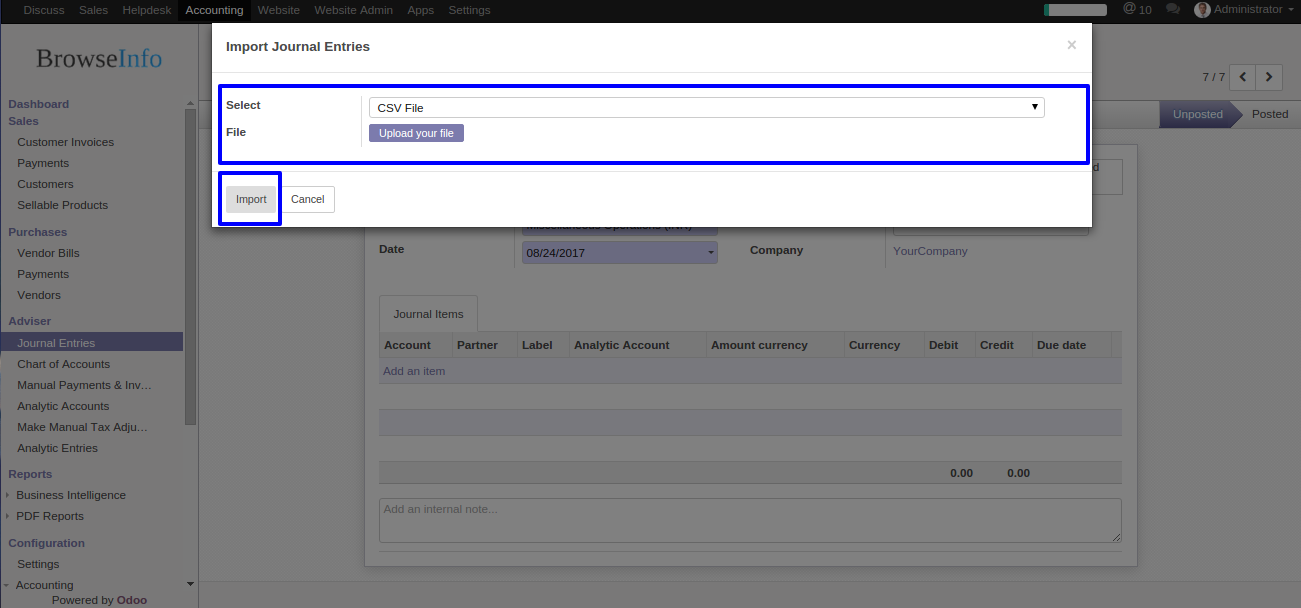 Discuss Sales Helpdesk Accounting Website Website Admin Apps Settings @ 10 Administrator
BrowseInfo
Import Journal Entries ×
7 / 7
Select CSV File
File Upload your file
Unposted Posted
Import Cancel
Dashboard
Sales
Customer Invoices
Payments
Customers
Sellable Products
Purchases
Vendor Bills
Payments
Vendors
Adviser
Journal Entries
Chart of Accounts
Manual Payments & Inv…
Analytic Accounts
Make Manual Tax Adju…
Analytic Entries
Reports
Business Intelligence
PDF Reports
Configuration
Settings
Accounting
Powered by Odoo
Date 08/24/2017 Company YourCompany
Journal Items
Account Partner Label Analytic Account Amount currency Currency Debit Credit Due date
Add an item
0.00 0.00
Add an internal note...